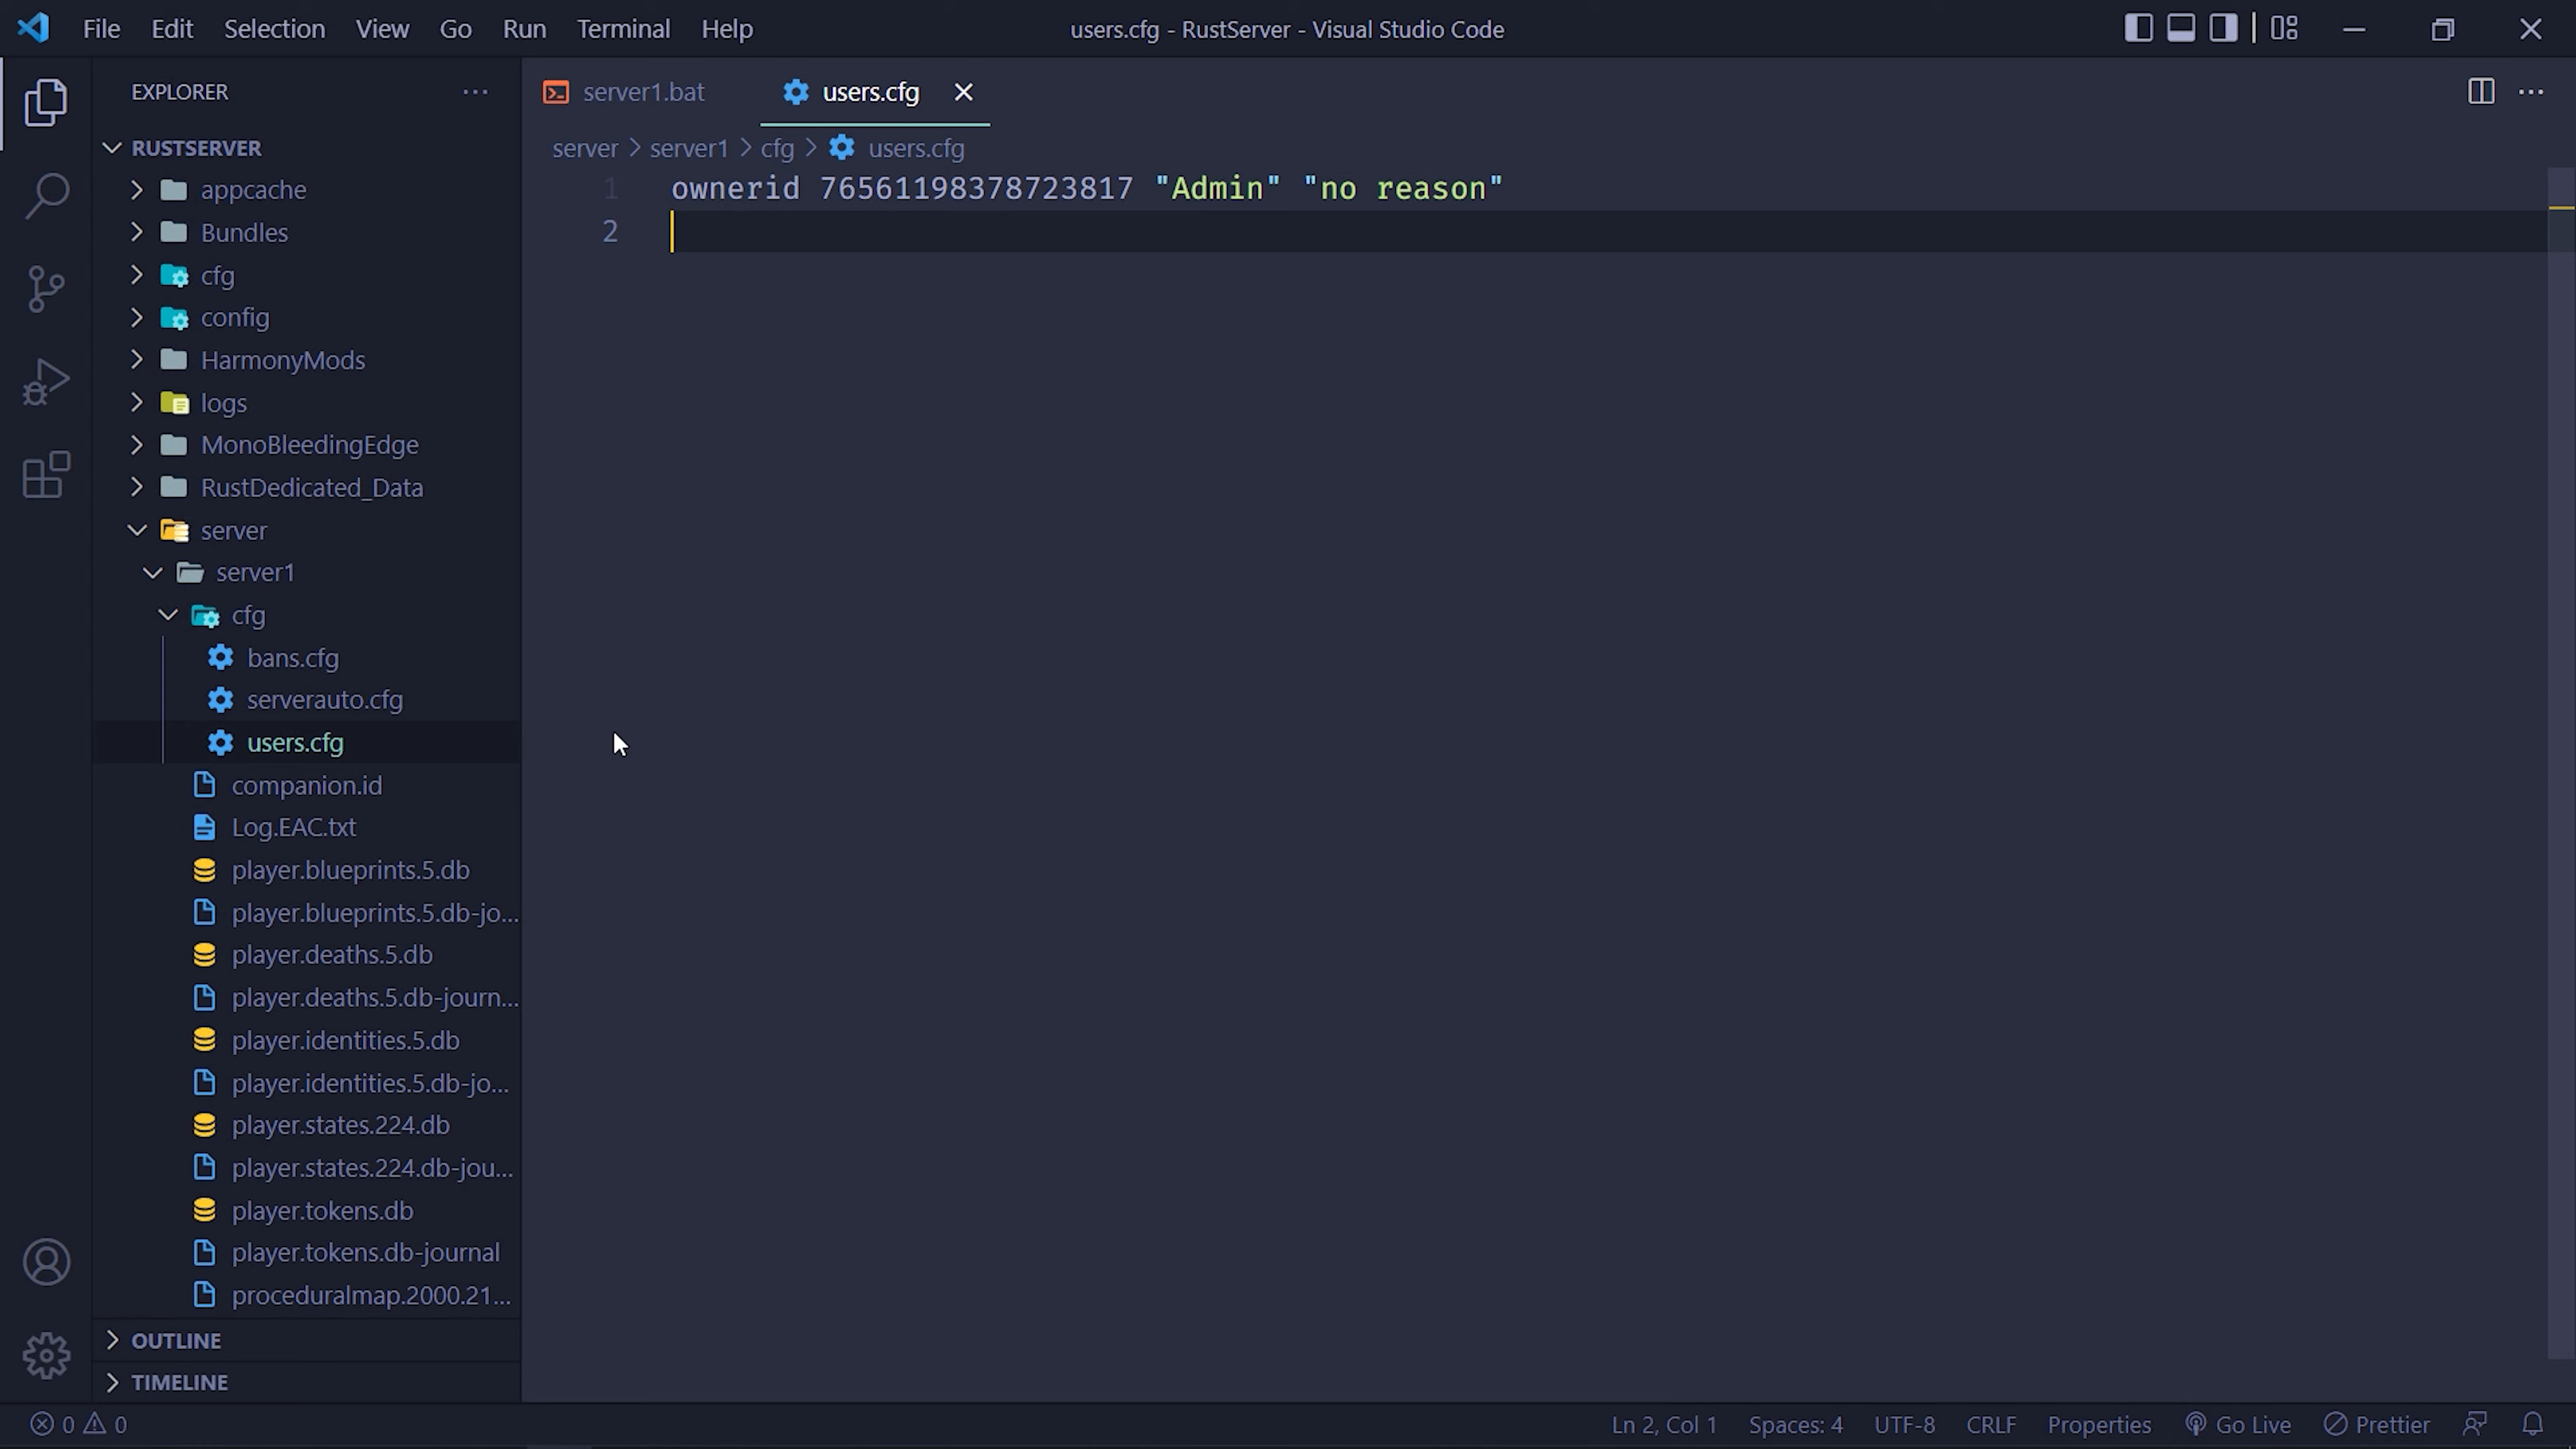 File Edit Selection View Go Run Terminal Help
users.cfg - RustServer - Visual Studio Code
EXPLORER
RUSTSERVER
appcache
Bundles
cfg
config
HarmonyMods
logs
MonoBleedingEdge
RustDedicated_Data
server
server1
cfg
bans.cfg
serverauto.cfg
users.cfg
companion.id
Log.EAC.txt
player.blueprints.5.db
player.blueprints.5.db-jo...
player.deaths.5.db
player.deaths.5.db-journ...
player.identities.5.db
player.identities.5.db-jo...
player.states.224.db
player.states.224.db-jou...
player.tokens.db
player.tokens.db-journal
proceduralmap.2000.21...
OUTLINE
TIMELINE
server1.bat users.cfg
server > server1 > cfg > users.cfg
1 ownerid 76561198378723817 "Admin" "no reason"
2
0 0 Ln 2, Col 1 Spaces: 4 UTF-8 CRLF Properties Go Live Prettier